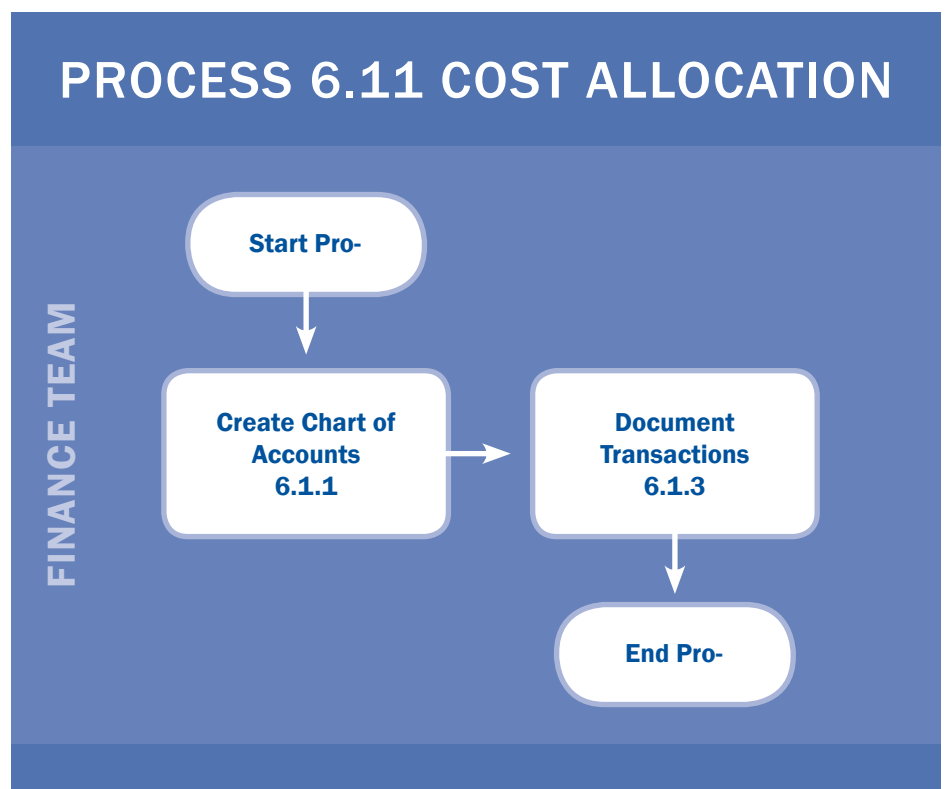 PROCESS 6.11 COST ALLOCATION
FINANCE TEAM
Start Pro-
Create Chart of
Accounts
6.1.1
Document
Transactions
6.1.3
End Pro-